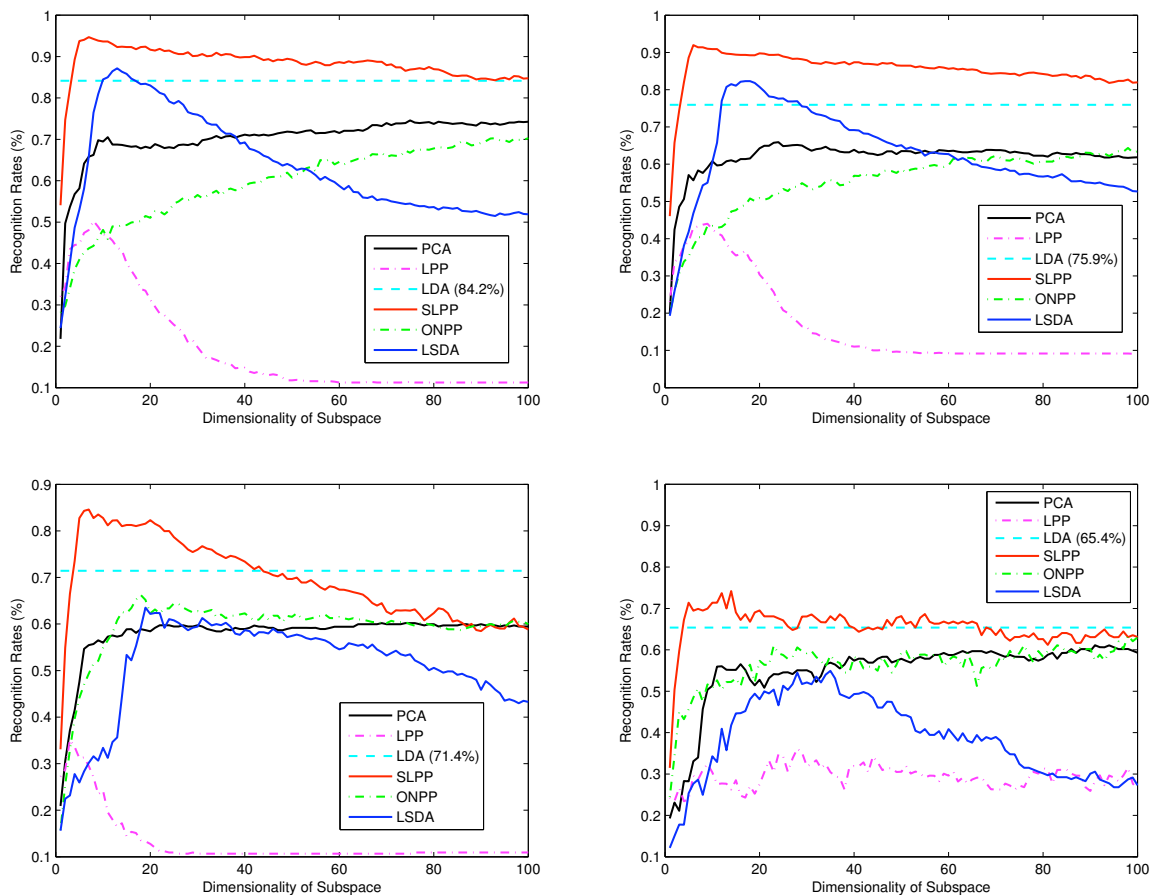 1
0.9
0.8
0.7
0.6
0.5
0.4
0.3
0.2
0.1
0 20 40 60 80 100
Recognition Rates (%)
Dimensionality of Subspace
PCA
LPP
LDA (84.2%)
SLPP
ONPP
LSDA
1
0.9
0.8
0.7
0.6
0.5
0.4
0.3
0.2
0.1
0
0 20 40 60 80 100
Recognition Rates (%)
Dimensionality of Subspace
PCA
LPP
LDA (75.9%)
SLPP
ONPP
LSDA
0.9
0.8
0.7
0.6
0.5
0.4
0.3
0.2
0.1
0 20 40 60 80 100
Recognition Rates (%)
Dimensionality of Subspace
PCA
LPP
LDA (71.4%)
SLPP
ONPP
LSDA
1
0.9
0.8
0.7
0.6
0.5
0.4
0.3
0.2
0.1
0 20 40 60 80 100
Recognition Rates (%)
Dimensionality of Subspace
PCA
LPP
LDA (65.4%)
SLPP
ONPP
LSDA